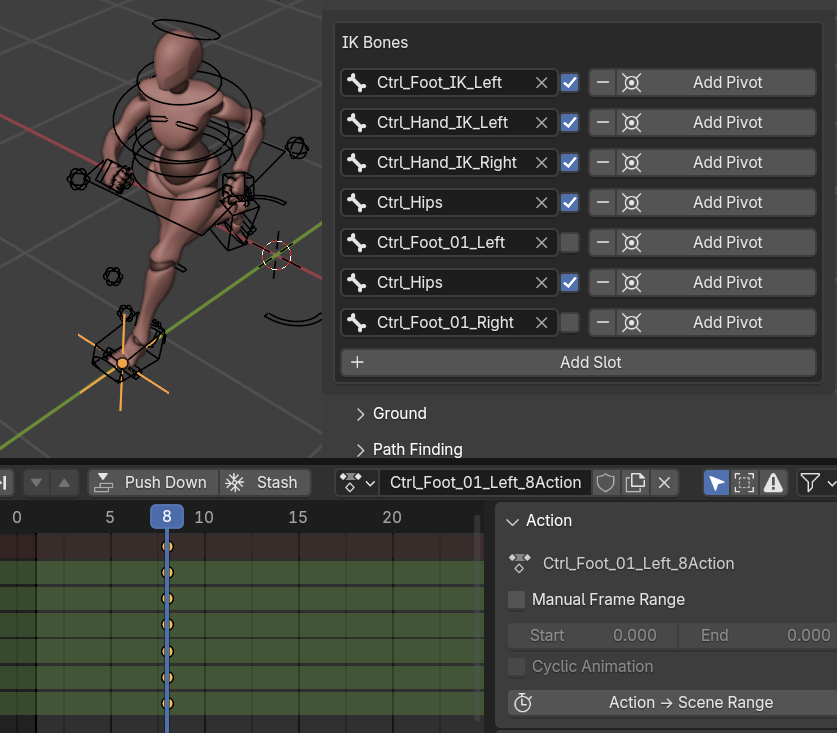 IK Bones
Ctrl_Foot_IK_Left Add Pivot
Ctrl_Hand_IK_Left Add Pivot
Ctrl_Hand_IK_Right Add Pivot
Ctrl_Hips Add Pivot
Ctrl_Foot_01_Left Add Pivot
Ctrl_Hips Add Pivot
Ctrl_Foot_01_Right Add Pivot
Add Slot
Ground
Path Finding
Push Down Stash Ctrl_Foot_01_Left_8Action
0 5 8 10 15 20
Action
Ctrl_Foot_01_Left_8Action
Manual Frame Range
Start 0.000 End 0.000
Cyclic Animation
Action → Scene Range